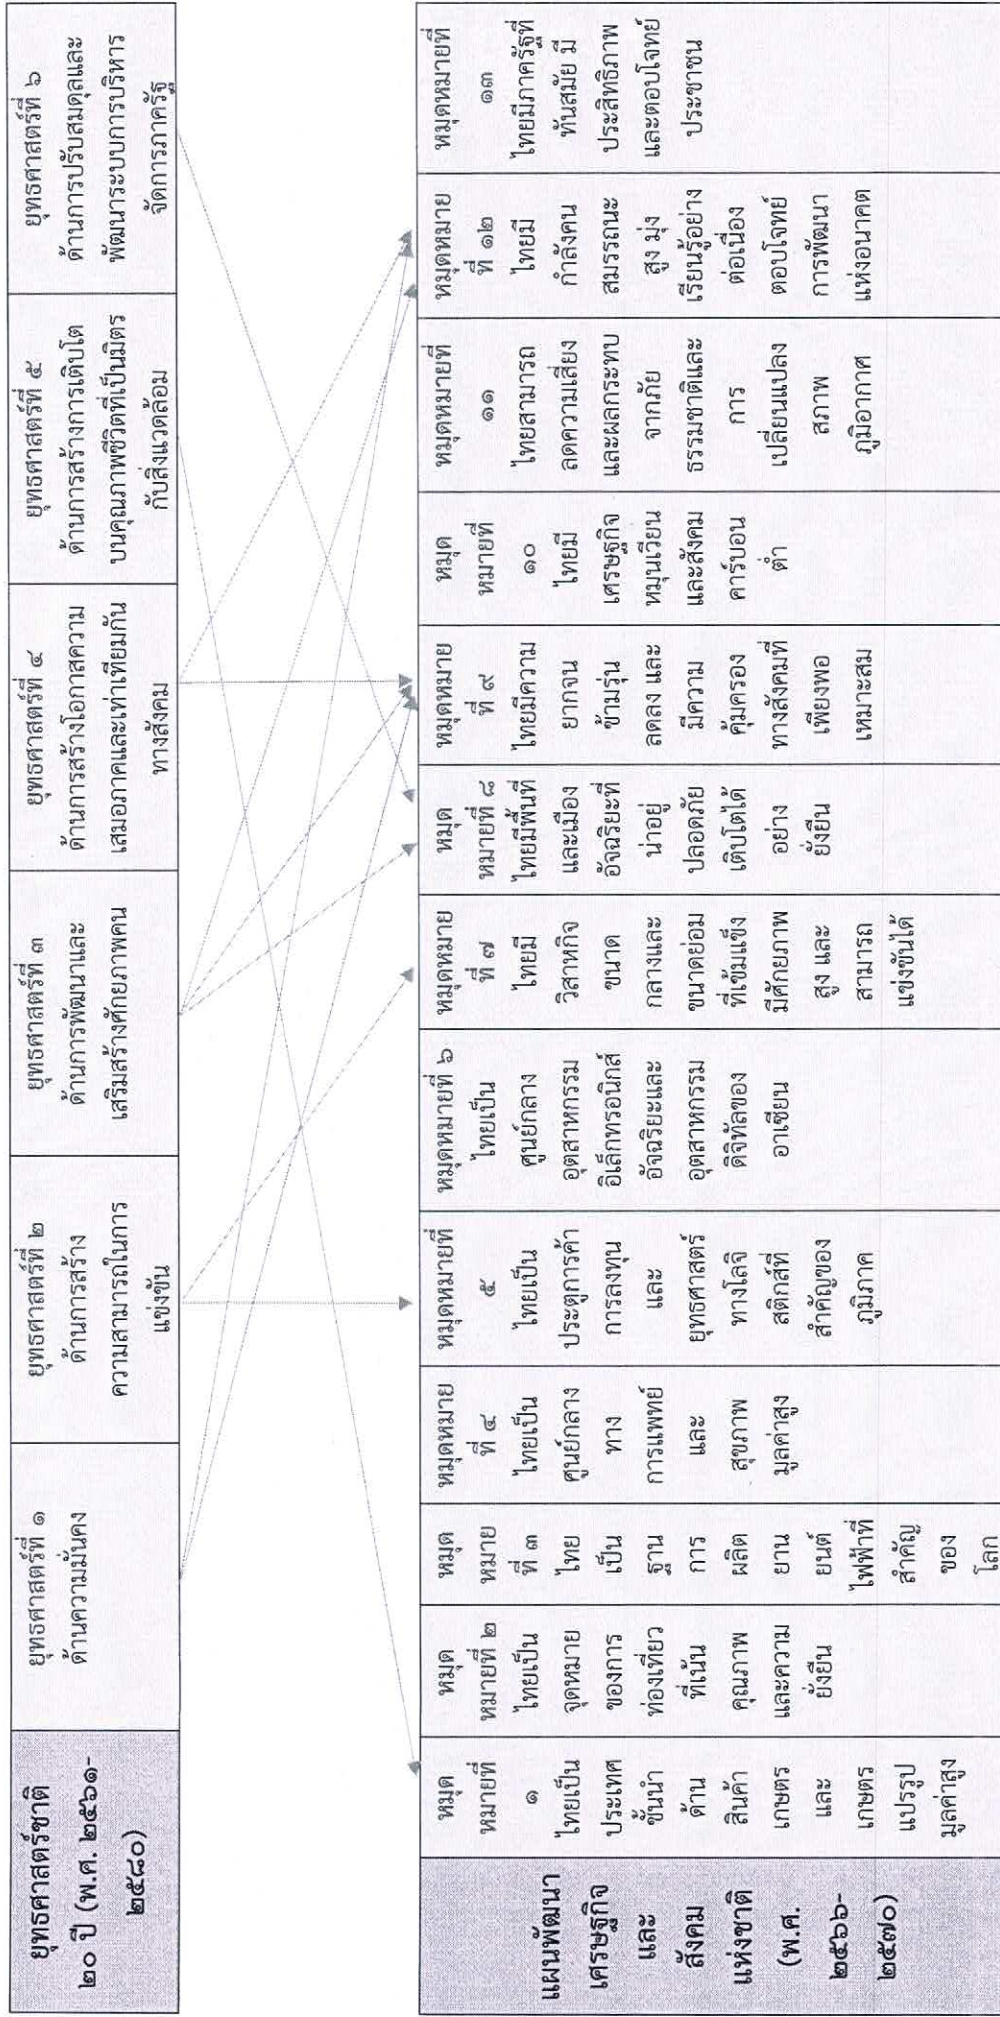 ยุทธศาสตร์ชาติ
๒๐ ปี (พ.ศ. ๒๕๖๑-
๒๕๘๐)
ยุทธศาสตร์ที่ ๑
ด้านความมั่นคง
ยุทธศาสตร์ที่ ๒
ด้านการสร้าง
ความสามารถในการ
แข่งขัน
ยุทธศาสตร์ที่ ๓
ด้านการพัฒนาและ
เสริมสร้างศักยภาพคน
ยุทธศาสตร์ที่ ๔
ด้านการสร้างโอกาสความ
เสมอภาคและเท่าเทียมกัน
ทางสังคม
ยุทธศาสตร์ที่ ๕
ด้านการสร้างการเติบโต
บนคุณภาพชีวิตที่เป็นมิตร
กับสิ่งแวดล้อม
ยุทธศาสตร์ที่ ๖
ด้านการปรับสมดุลและ
พัฒนาระบบการบริหาร
จัดการภาครัฐ
แผนพัฒนา
เศรษฐกิจ
และ
สังคม
แห่งชาติ
(พ.ศ.
๒๕๖๖-
๒๕๗๐)
หมุด
หมายที่
๑
ไทยเป็น
ประเทศ
ชั้นนำ
ด้าน
สินค้า
เกษตร
และ
เกษตร
แปรรูป
มูลค่าสูง
หมุด
หมายที่ ๒
ไทยเป็น
จุดหมาย
ของการ
ท่องเที่ยว
ที่เน้น
คุณภาพ
และความ
ยั่งยืน
หมุด
หมาย
ที่ ๓
ไทย
เป็น
ฐาน
การ
ผลิต
ยาน
ยนต์
ไฟฟ้าที่
สำคัญ
ของ
โลก
หมุดหมาย
ที่ ๔
ไทยเป็น
ศูนย์กลาง
ทาง
การแพทย์
และ
สุขภาพ
มูลค่าสูง
หมุดหมายที่
๕
ไทยเป็น
ประตูการค้า
การลงทุน
และ
ยุทธศาสตร์
ทางโลจิ
สติกส์ที่
สำคัญของ
ภูมิภาค
หมุดหมายที่ ๖
ไทยเป็น
ศูนย์กลาง
อุตสาหกรรม
อิเล็กทรอนิกส์
อัจฉริยะและ
อุตสาหกรรม
ดิจิทัลของ
อาเซียน
หมุดหมาย
ที่ ๗
ไทยมี
วิสาหกิจ
ขนาด
กลางและ
ขนาดย่อม
ที่เข้มแข็ง
มีศักยภาพ
สูง และ
สามารถ
แข่งขันได้
หมุด
หมายที่ ๘
ไทยมีพื้นที่
และเมือง
อัจฉริยะที่
น่าอยู่
ปลอดภัย
เติบโตได้
อย่าง
ยั่งยืน
หมุดหมาย
ที่ ๙
ไทยมีความ
ยากจน
ข้ามรุ่น
ลดลง และ
มีความ
คุ้มครอง
ทางสังคมที่
เพียงพอ
เหมาะสม
หมุด
หมายที่
๑๐
ไทยมี
เศรษฐกิจ
หมุนเวียน
และสังคม
คาร์บอน
ต่ำ
หมุดหมายที่
๑๑
ไทยสามารถ
ลดความเสี่ยง
และผลกระทบ
จากภัย
ธรรมชาติและ
การ
เปลี่ยนแปลง
สภาพ
ภูมิอากาศ
หมุดหมาย
ที่ ๑๒
ไทยมี
กำลังคน
สมรรถนะ
สูง มุ่ง
เรียนรู้อย่าง
ต่อเนื่อง
ตอบโจทย์
การพัฒนา
แห่งอนาคต
หมุดหมายที่
๑๓
ไทยมีภาครัฐที่
ทันสมัย มี
ประสิทธิภาพ
และตอบโจทย์
ประชาชน